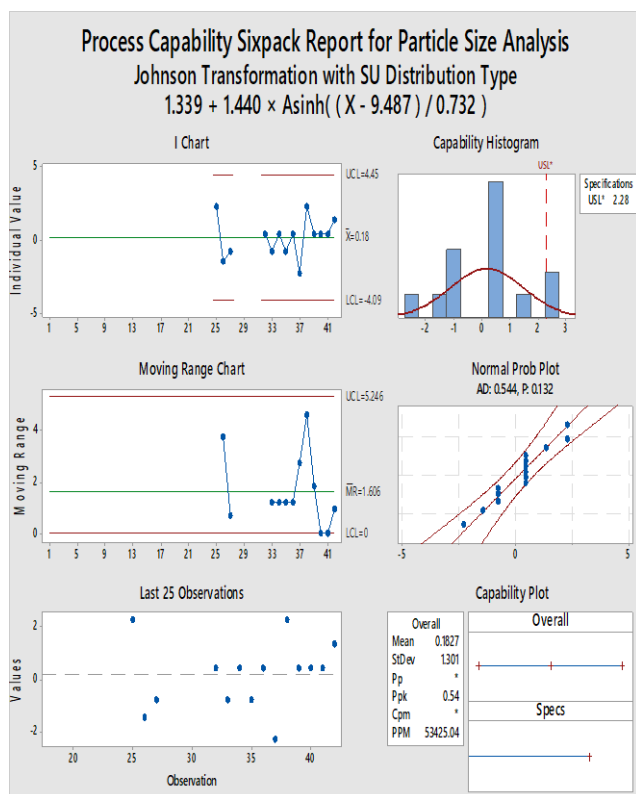 Process Capability Sixpack Report for Particle Size Analysis
Johnson Transformation with SU Distribution Type
1.339 + 1.440 × Asinh( ( X - 9.487 ) / 0.732 )
I Chart
Individual Value
5
0
-5
1 5 9 13 17 21 25 29 33 37 41
UCL=4.45
X̄=0.18
LCL=-4.09
Capability Histogram
USL*
-2 -1 0 1 2 3
Specifications
USL* 2.28
Moving Range Chart
Moving Range
4
2
0
1 5 9 13 17 21 25 29 33 37 41
UCL=5.246
M̄R̄=1.606
LCL=0
Normal Prob Plot
AD: 0.544, P: 0.132
-5 0 5
Last 25 Observations
Values
2
0
-2
20 25 30 35 40
Observation
Capability Plot
Overall
Mean 0.1827
StDev 1.301
Pp *
Ppk 0.54
Cpm *
PPM 53425.04
Overall
Specs